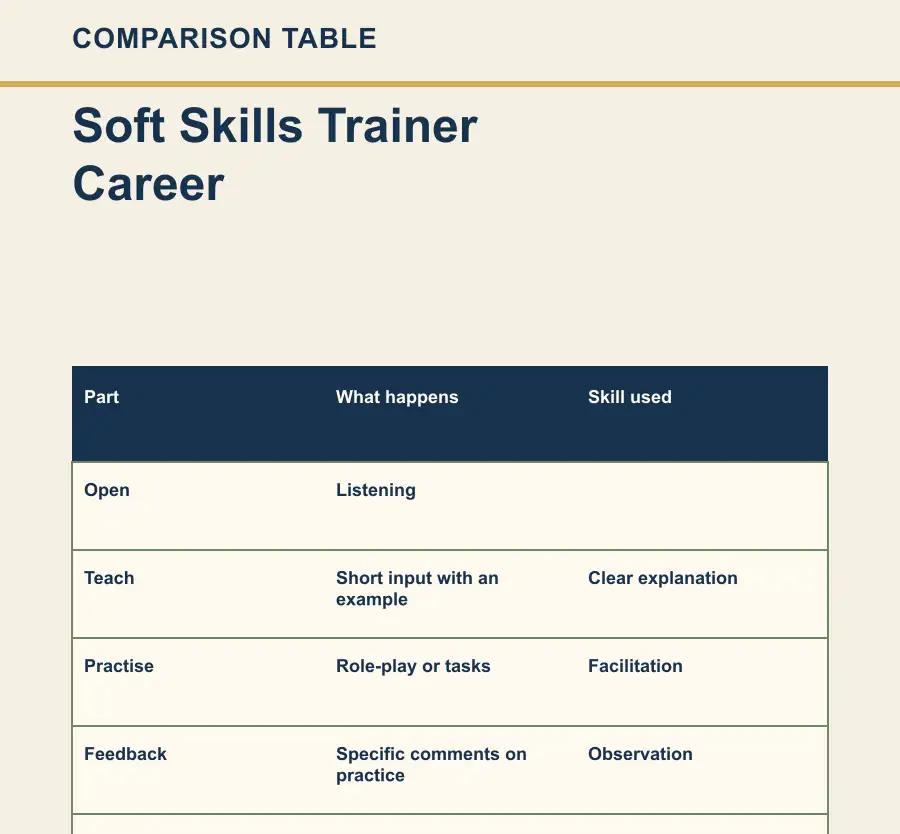 COMPARISON TABLE
Soft Skills Trainer
Career
Part What happens Skill used
Open Listening
Teach Short input with an Clear explanation
example
Practise Role-play or tasks Facilitation
Feedback Specific comments on Observation
practice